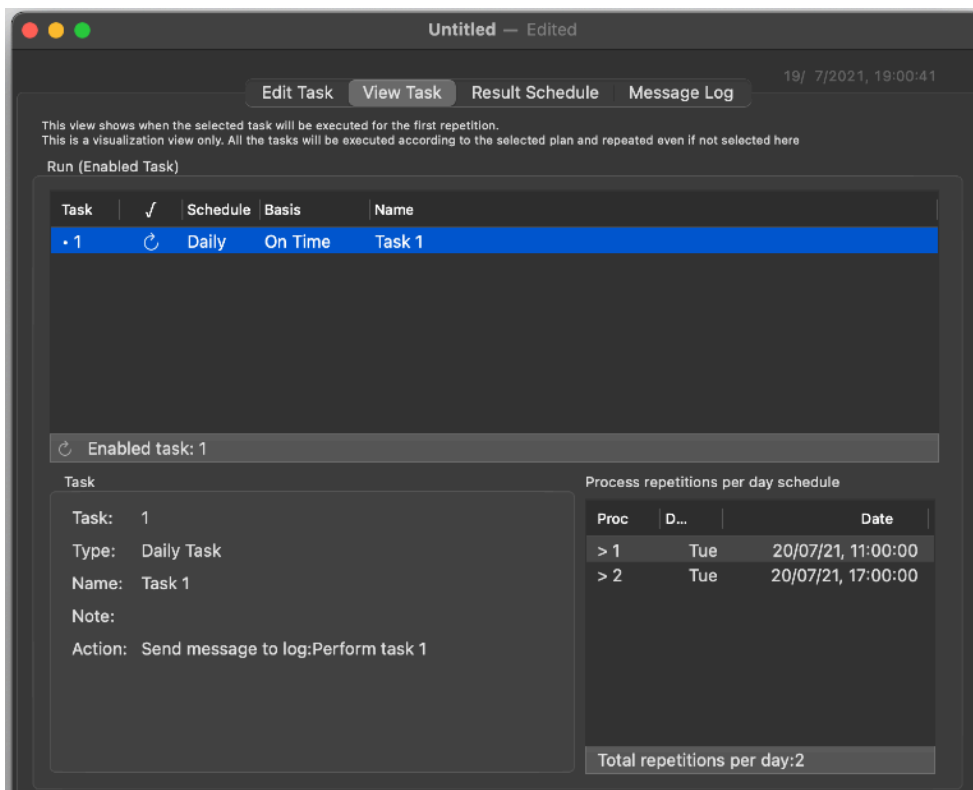 Untitled — Edited
19/ 7/2021, 19:00:41
Edit Task View Task Result Schedule Message Log
This view shows when the selected task will be executed for the first repetition.
This is a visualization view only. All the tasks will be executed according to the selected plan and repeated even if not selected here
Run (Enabled Task)
Task √ Schedule Basis Name
• 1 Daily On Time Task 1
Enabled task: 1
Task
Task: 1
Type: Daily Task
Name: Task 1
Note:
Action: Send message to log:Perform task 1
Process repetitions per day schedule
Proc D... Date
> 1 Tue 20/07/21, 11:00:00
> 2 Tue 20/07/21, 17:00:00
Total repetitions per day:2